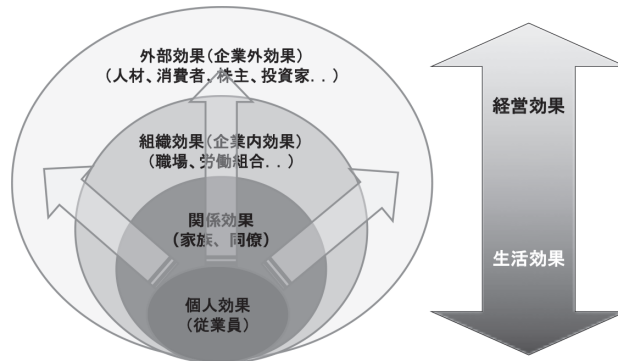 外部効果(企業外効果)
(人材、消費者、株主、投資家．．)
組織効果(企業内効果)
(職場、労働組合．．)
関係効果
(家族、同僚)
個人効果
(従業員)
経営効果
生活効果